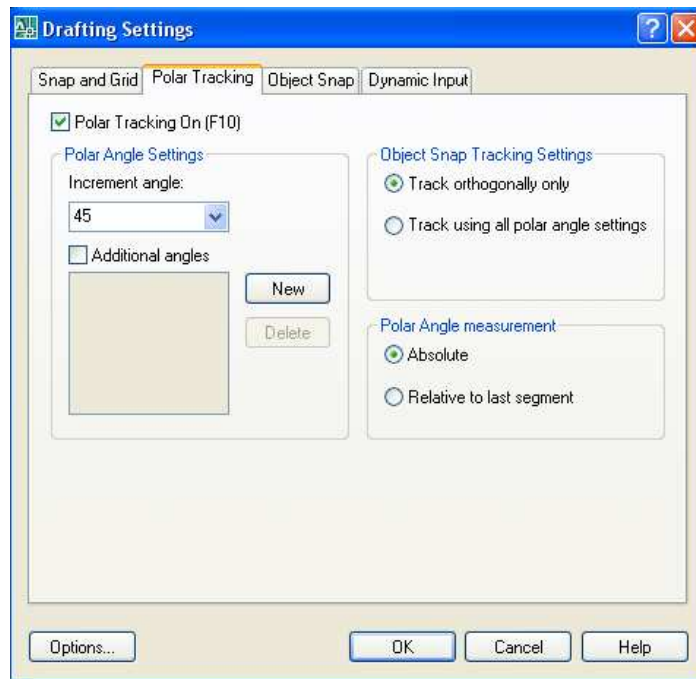 Drafting Settings
Snap and Grid
Polar Tracking
Object Snap
Dynamic Input
Polar Tracking On (F10)
Polar Angle Settings
Increment angle:
45
Additional angles
New
Delete
Object Snap Tracking Settings
Track orthogonally only
Track using all polar angle settings
Polar Angle measurement
Absolute
Relative to last segment
Options...
OK
Cancel
Help